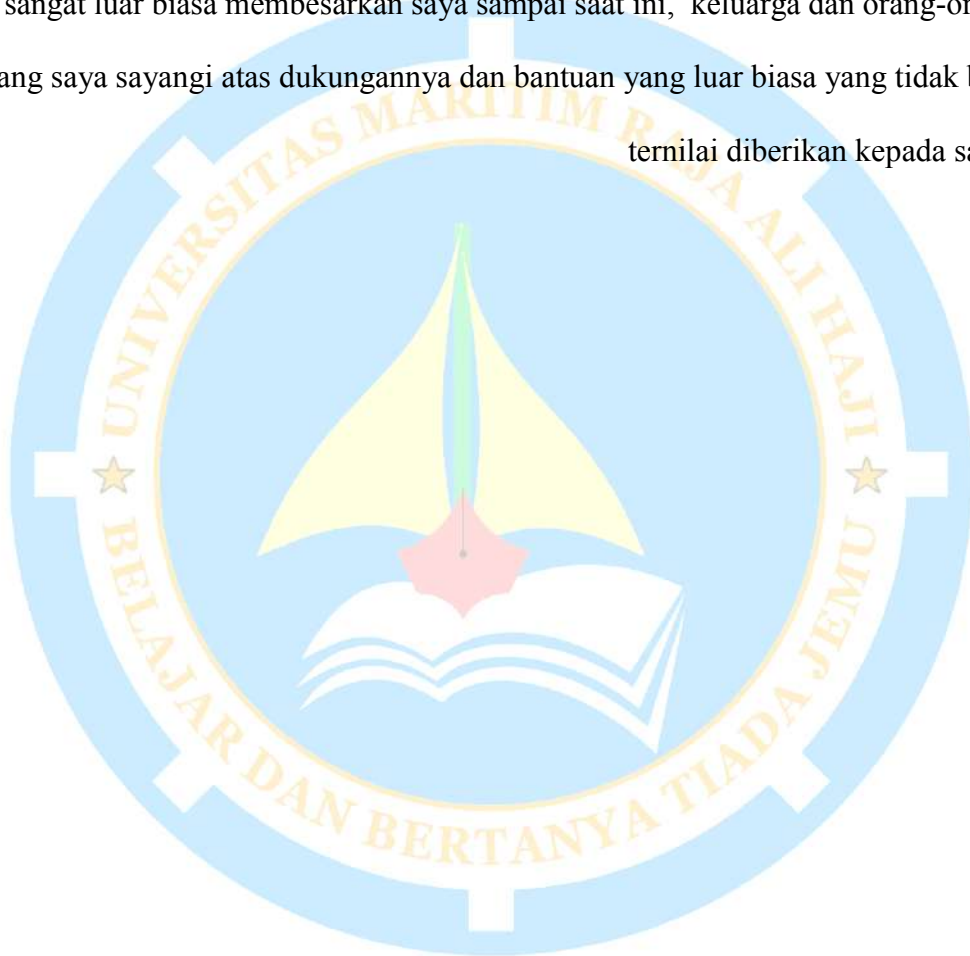 sangat luar biasa membesarkan saya sampai saat ini, keluarga dan orang-or
ang saya sayangi atas dukungannya dan bantuan yang luar biasa yang tidak
ternilai diberikan kepada sa
UNIVERSITAS MARITIM RAJA ALI HAJI
BELAJAR DAN BERTANYA TIADA JEMU